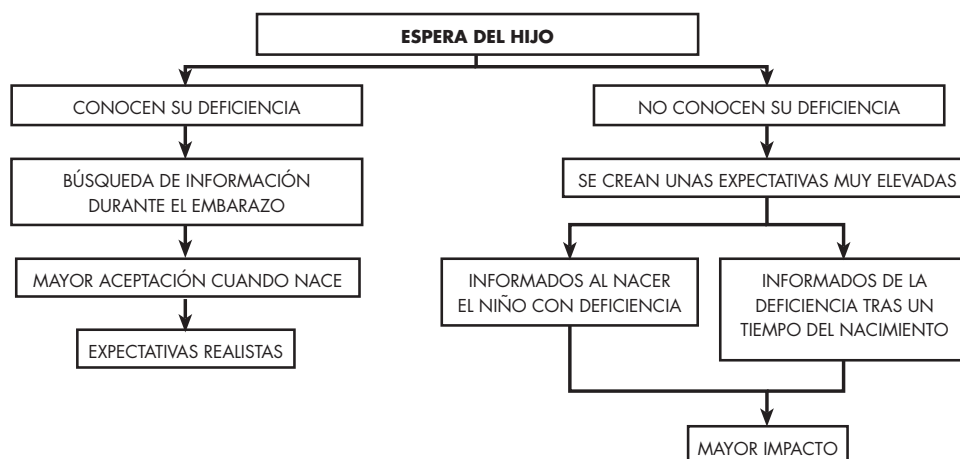 ESPERA DEL HIJO
CONOCEN SU DEFICIENCIA
BÚSQUEDA DE INFORMACIÓN
DURANTE EL EMBARAZO
MAYOR ACEPTACIÓN CUANDO NACE
EXPECTATIVAS REALISTAS
NO CONOCEN SU DEFICIENCIA
SE CREAN UNAS EXPECTATIVAS MUY ELEVADAS
INFORMADOS AL NACER
EL NIÑO CON DEFICIENCIA
INFORMADOS DE LA
DEFICIENCIA TRAS UN
TIEMPO DEL NACIMIENTO
MAYOR IMPACTO